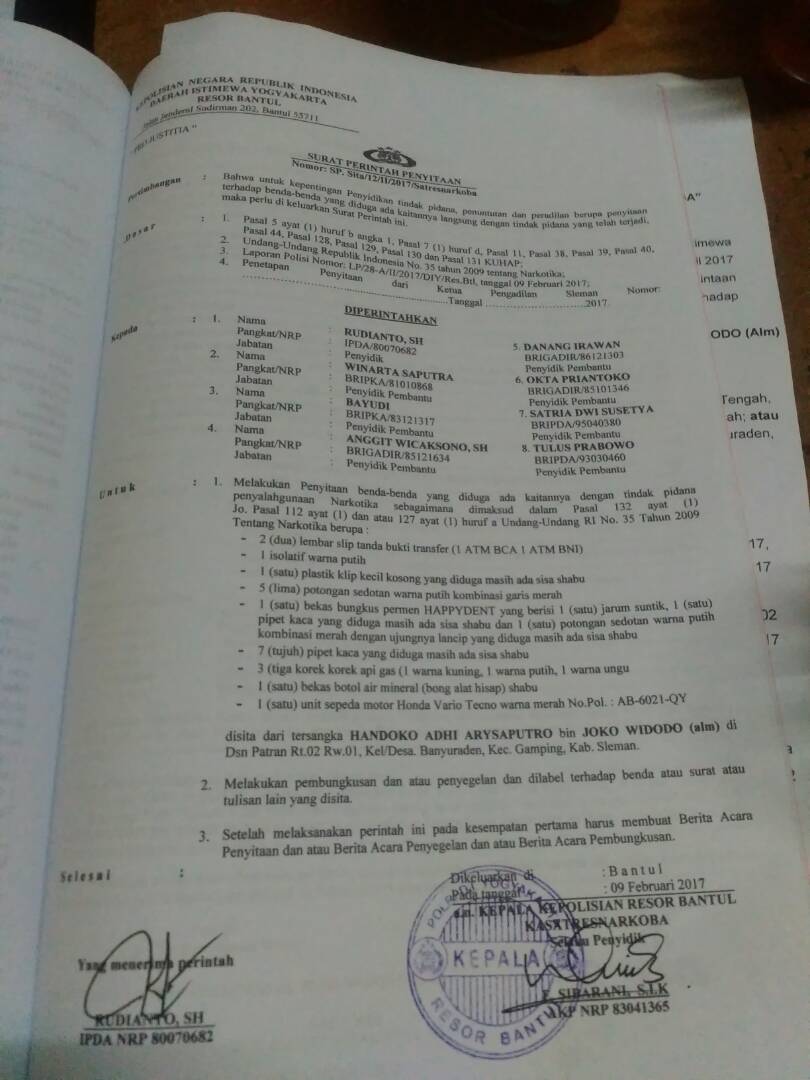 KEPOLISIAN NEGARA REPUBLIK INDONESIA
DAERAH ISTIMEWA YOGYAKARTA
RESOR BANTUL
Jalan Jenderal Sudirman 202, Bantul 55711
"PRO JUSTITIA"
SURAT PERINTAH PENYITAAN
Nomor: SP. Sita/12/II/2017/Satresnarkoba
Pertimbangan : Bahwa untuk kepentingan Penyidikan tindak pidana, penuntutan dan peradilan berupa penyitaan
terhadap benda-benda yang diduga ada kaitannya langsung dengan tindak pidana yang telah terjadi,
maka perlu di keluarkan Surat Perintah ini.
Dasar : 1. Pasal 5 ayat (1) huruf b angka 1, Pasal 7 (1) huruf d, Pasal 11, Pasal 38, Pasal 39, Pasal 40,
Pasal 44, Pasal 128, Pasal 129, Pasal 130 dan Pasal 131 KUHAP;
2. Undang-Undang Republik Indonesia No. 35 tahun 2009 tentang Narkotika;
3. Laporan Polisi Nomor: LP/28-A/II/2017/DIY/Res.Btl, tanggal 09 Februari 2017;
4. Penetapan Penyitaan dari Ketua Pengadilan Sleman Nomor:
..............................................Tanggal ..........................2017.
DIPERINTAHKAN
Kepada : 1. Nama : RUDIANTO, SH
Pangkat/NRP : IPDA/80070682
Jabatan : Penyidik
2. Nama : WINARTA SAPUTRA
Pangkat/NRP : BRIPKA/81010868
Jabatan : Penyidik Pembantu
3. Nama : BAYUDI
Pangkat/NRP : BRIPKA/83121317
Jabatan : Penyidik Pembantu
4. Nama : ANGGIT WICAKSONO, SH
Pangkat/NRP : BRIGADIR/85121634
Jabatan : Penyidik Pembantu
5. DANANG IRAWAN
BRIGADIR/86121303
Penyidik Pembantu
6. OKTA PRIANTOKO
BRIGADIR/85101346
Penyidik Pembantu
7. SATRIA DWI SUSETYA
BRIPDA/95040380
Penyidik Pembantu
8. TULUS PRABOWO
BRIPDA/93030460
Penyidik Pembantu
Untuk : 1. Melakukan Penyitaan benda-benda yang diduga ada kaitannya dengan tindak pidana
penyalahgunaan Narkotika sebagaimana dimaksud dalam Pasal 132 ayat (1)
Jo. Pasal 112 ayat (1) dan atau 127 ayat (1) huruf a Undang-Undang RI No. 35 Tahun 2009
Tentang Narkotika berupa :
- 2 (dua) lembar slip tanda bukti transfer (1 ATM BCA 1 ATM BNI)
- 1 isolatif warna putih
- 1 (satu) plastik klip kecil kosong yang diduga masih ada sisa shabu
- 5 (lima) potongan sedotan warna putih kombinasi garis merah
- 1 (satu) bekas bungkus permen HAPPYDENT yang berisi 1 (satu) jarum suntik, 1 (satu)
pipet kaca yang diduga masih ada sisa shabu dan 1 (satu) potongan sedotan warna putih
kombinasi merah dengan ujungnya lancip yang diduga masih ada sisa shabu
- 7 (tujuh) pipet kaca yang diduga masih ada sisa shabu
- 3 (tiga korek korek api gas (1 warna kuning, 1 warna putih, 1 warna ungu
- 1 (satu) bekas botol air mineral (bong alat hisap) shabu
- 1 (satu) unit sepeda motor Honda Vario Tecno warna merah No.Pol. : AB-6021-QY
disita dari tersangka HANDOKO ADHI ARYSAPUTRO bin JOKO WIDODO (alm) di
Dsn Patran Rt.02 Rw.01, Kel/Desa. Banyuraden, Kec. Gamping, Kab. Sleman.
2. Melakukan pembungkusan dan atau penyegelan dan dilabel terhadap benda atau surat atau
tulisan lain yang disita.
3. Setelah melaksanakan perintah ini pada kesempatan pertama harus membuat Berita Acara
Penyitaan dan atau Berita Acara Penyegelan dan atau Berita Acara Pembungkusan.
Selesai :
Dikeluarkan di : Bantul
Pada tanggal : 09 Februari 2017
a.n. KEPALA KEPOLISIAN RESOR BANTUL
KASATRESNARKOBA
Selaku Penyidik
KEPALA
RESOR BANTUL
SIBARANI, S.I.K
AKP NRP 83041365
Yang menerima perintah
RUDIANTO, SH
IPDA NRP 80070682
A"
imewa
II 2017
intaan
hadap
ODO (Alm)
Tengah,
ah; atau
uraden,
17,
17
02
17